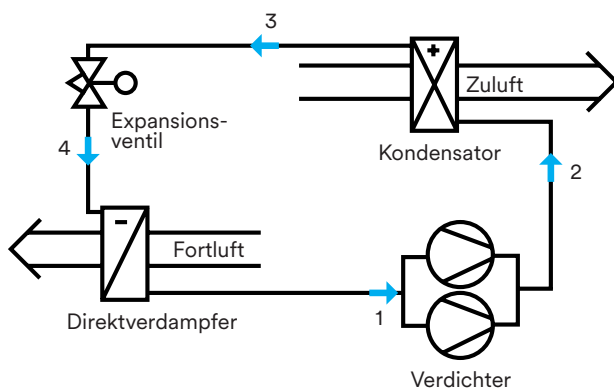 3
+
Zuluft
Expansions-
ventil
4
Kondensator
2
-
Fortluft
Direktverdampfer
1
Verdichter